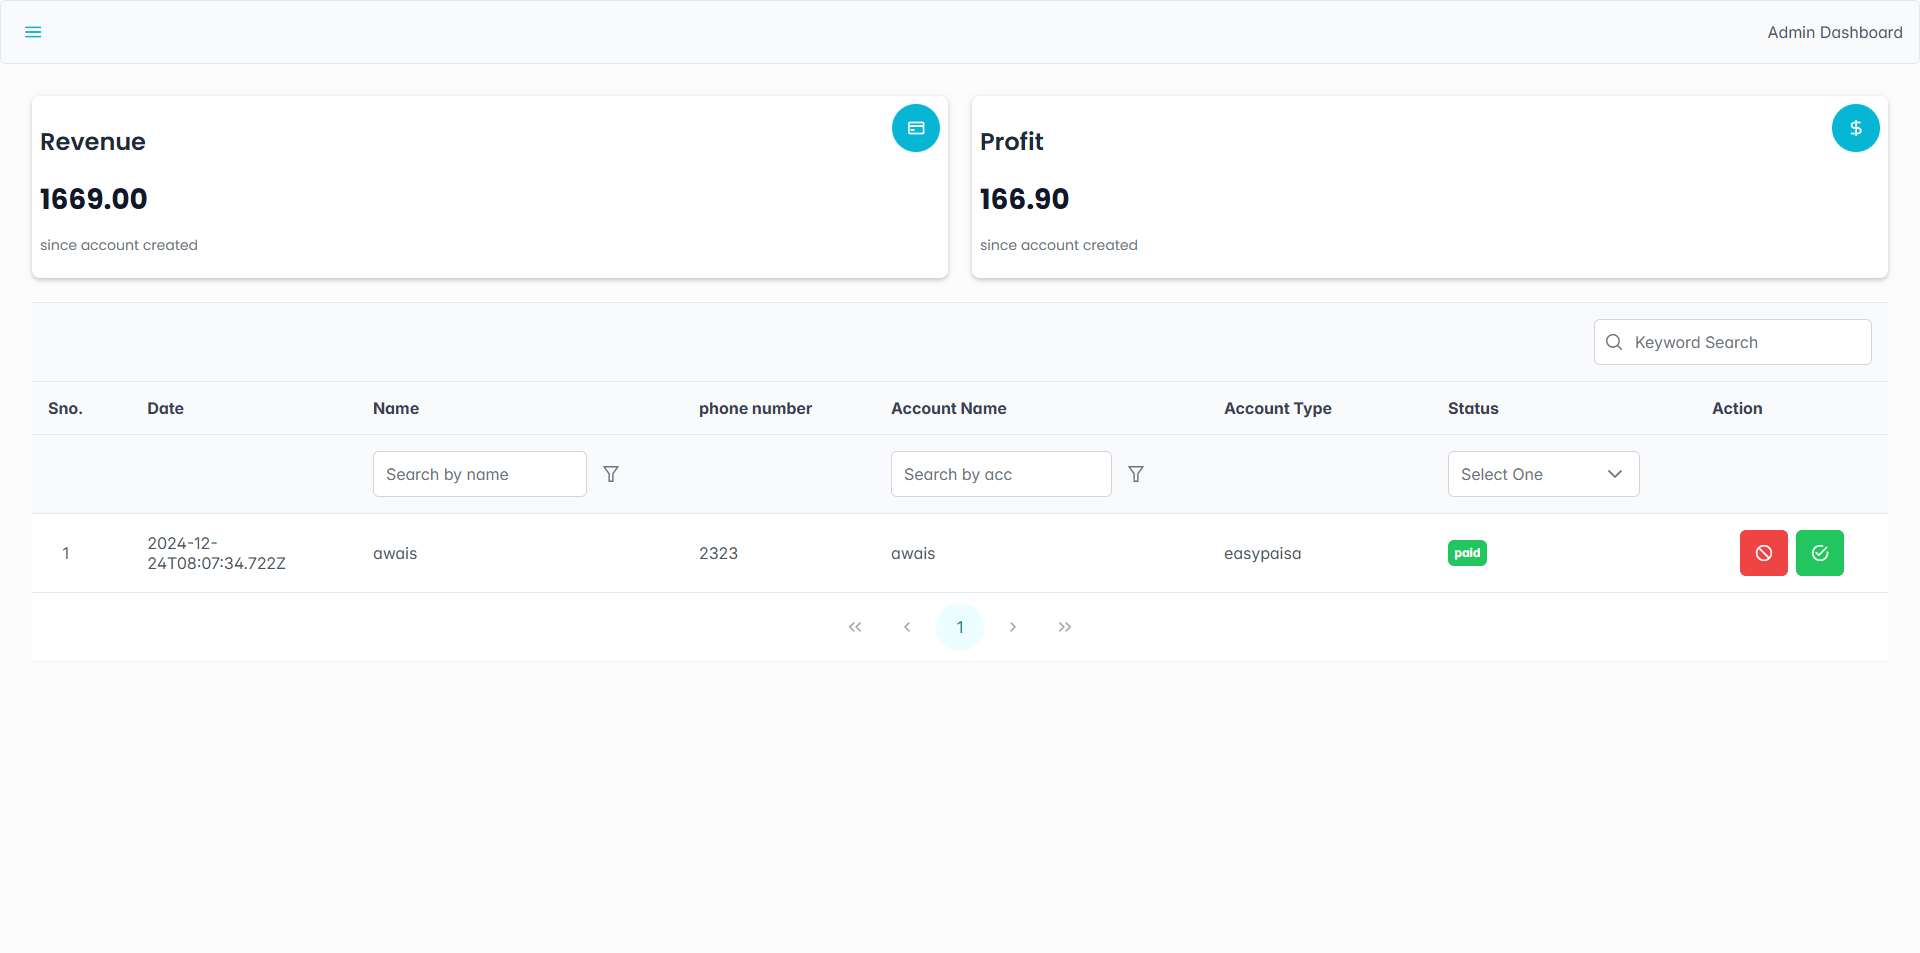 Admin Dashboard
Revenue
1669.00
since account created
Profit
166.90
since account created
Keyword Search
Sno. Date Name phone number Account Name Account Type Status Action
Search by name Search by acc Select One
1 2024-12-24T08:07:34.722Z awais 2323 awais easypaisa paid
1